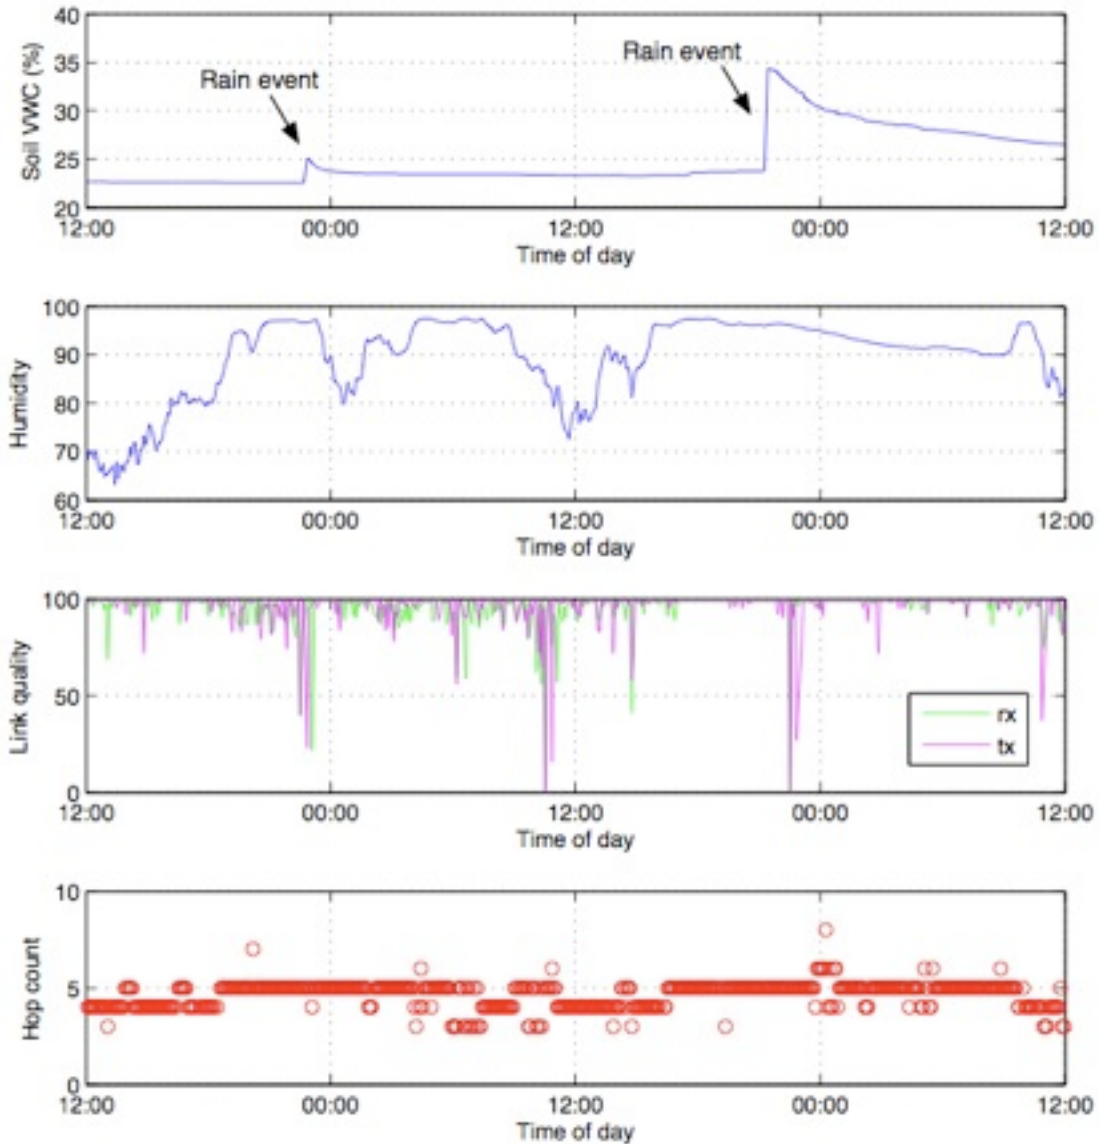 40
35
30
25
20
Soil VWC (%)
Rain event
Rain event
12:00 00:00 12:00 00:00 12:00
Time of day
100
90
80
70
60
Humidity
12:00 00:00 12:00 00:00 12:00
Time of day
100
50
0
Link quality
rx
tx
12:00 00:00 12:00 00:00 12:00
Time of day
10
5
0
Hop count
12:00 00:00 12:00 00:00 12:00
Time of day